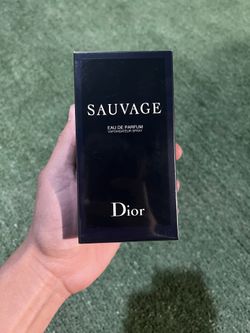 SAUVAGE
EAU DE PARFUM
VAPORISATEUR SPRAY
Dior